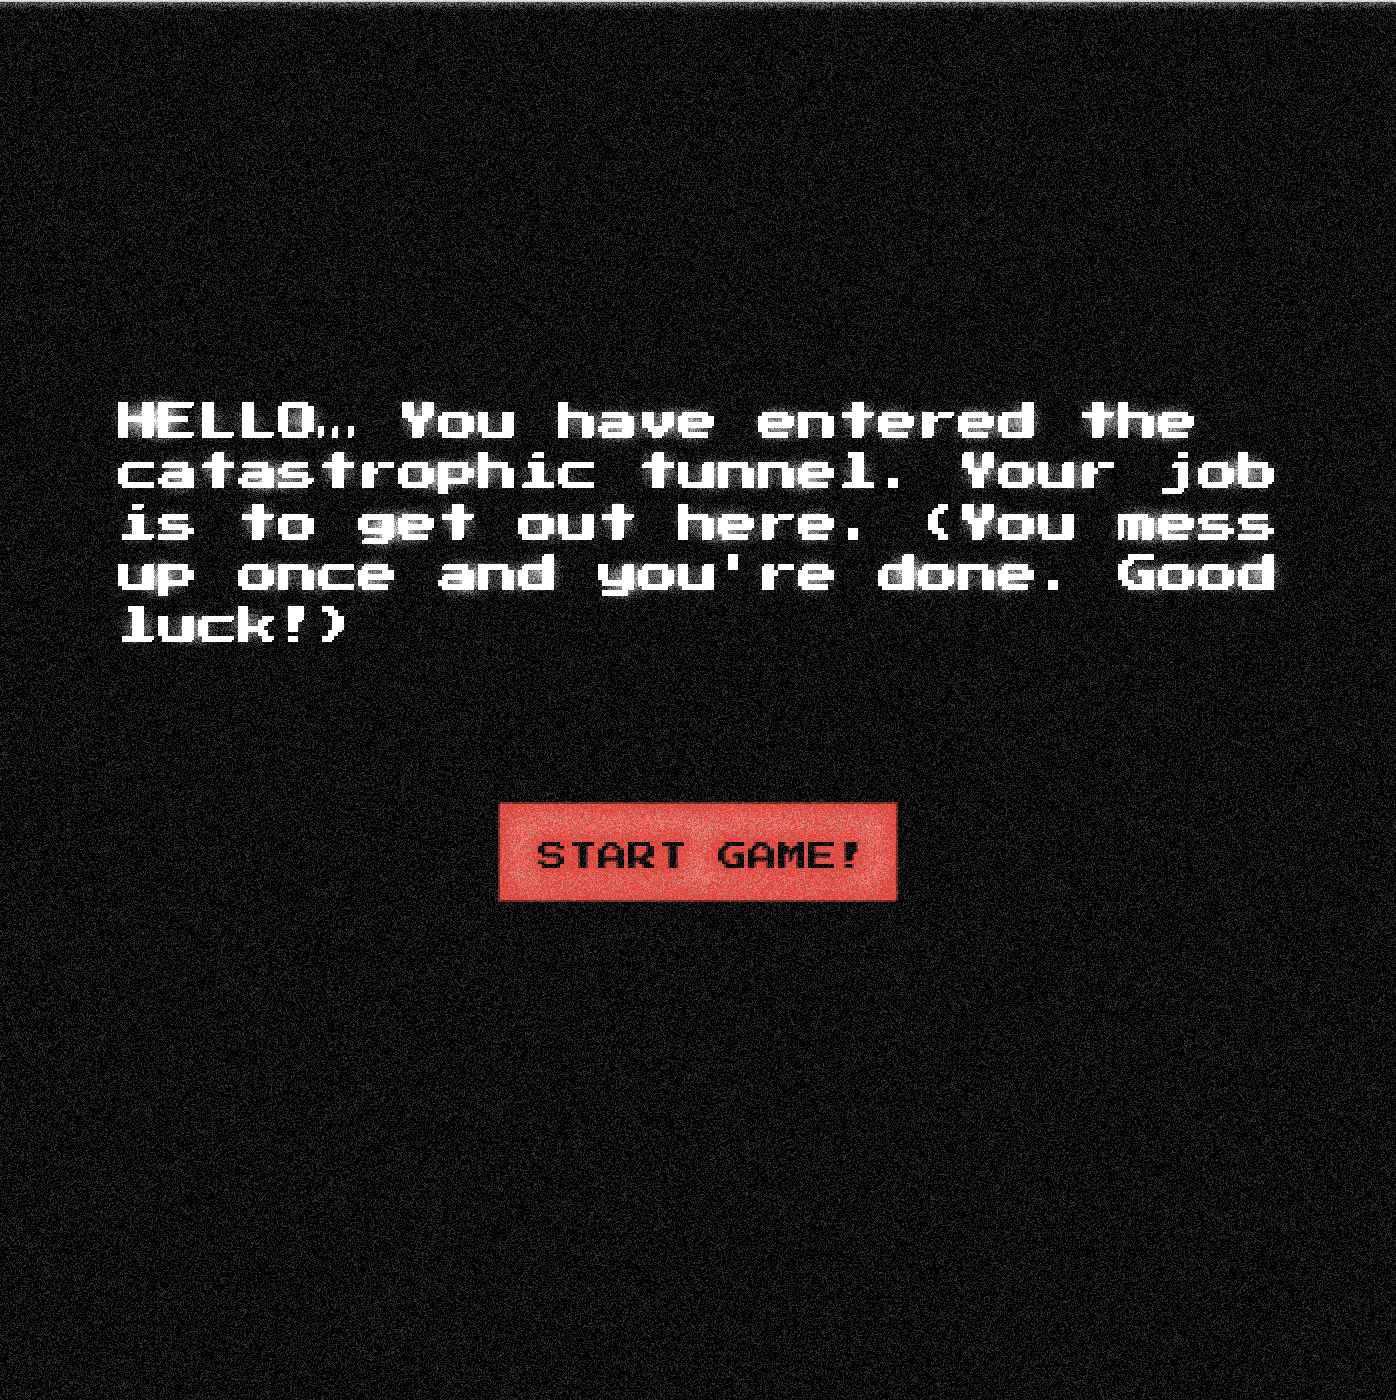 HELLO… You have entered the
catastrophic tunnel. Your job
is to get out here. (You mess
up once and you're done. Good
luck!)
START GAME!